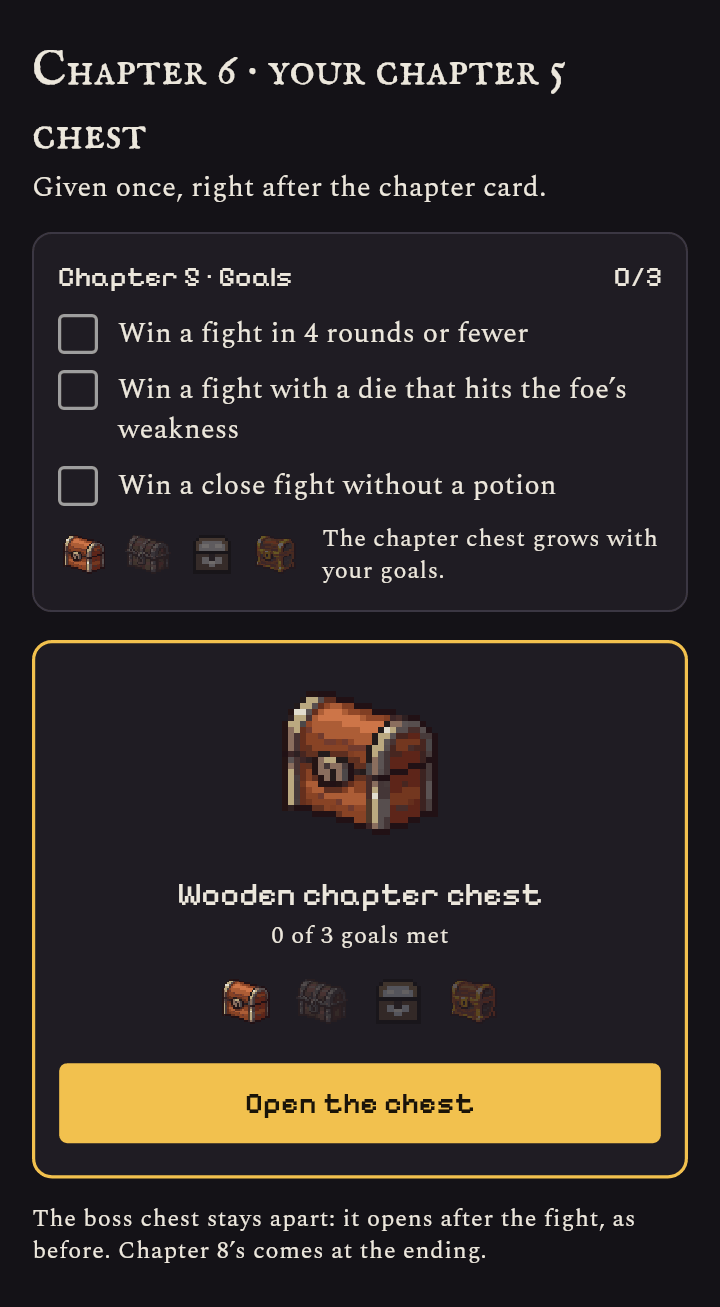 Chapter 6 · your chapter 5
chest
Given once, right after the chapter card.
Chapter 5 · Goals
0/3
Win a fight in 4 rounds or fewer
Win a fight with a die that hits the foe’s
weakness
Win a close fight without a potion
The chapter chest grows with
your goals.
Wooden chapter chest
0 of 3 goals met
Open the chest
The boss chest stays apart: it opens after the fight, as
before. Chapter 8’s comes at the ending.